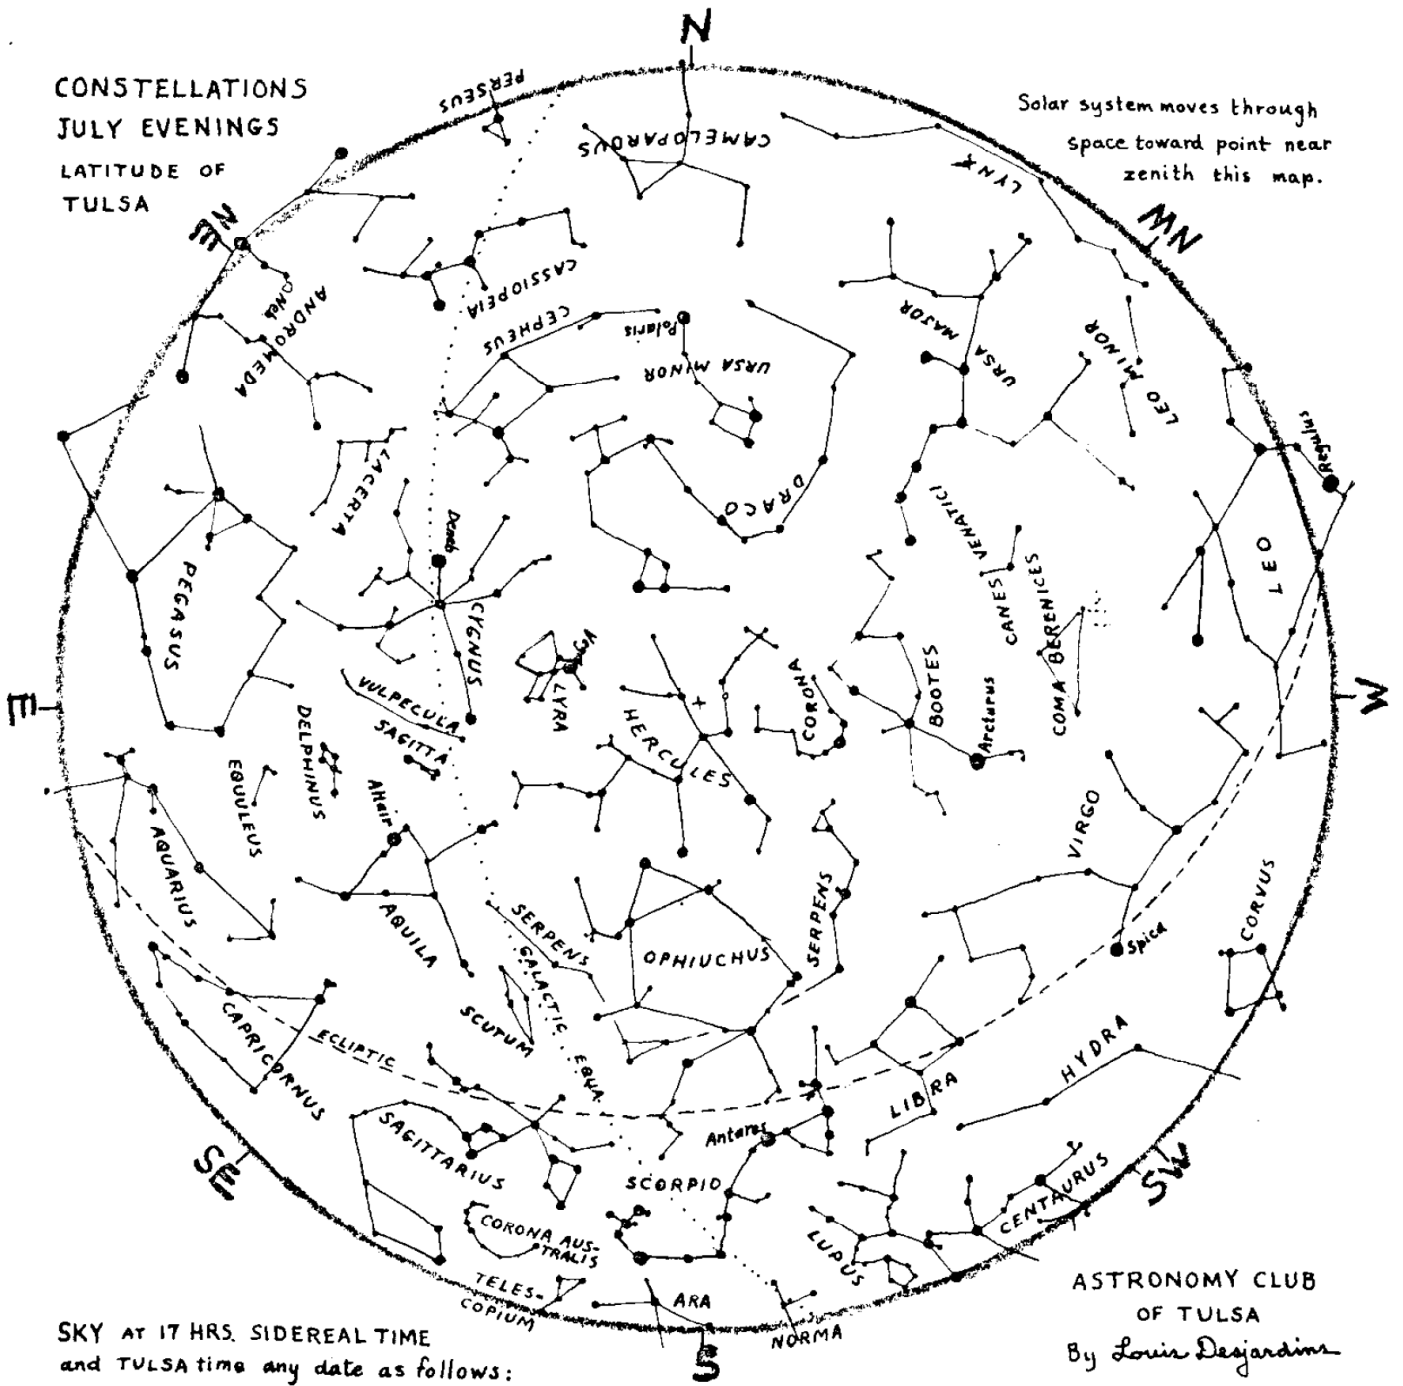 N
CONSTELLATIONS
JULY EVENINGS
LATITUDE OF
TULSA
Solar system moves through
space toward point near
zenith this map.
PERSEUS
CAMELOPARDUS
LYNX
NE
NW
CASSIOPEIA
ANDROMEDA
Neb
CEPHEUS
Polaris
URSA MINOR
URSA MAJOR
LEO MINOR
Regulus
LACERTA
DRACO
CANES VENATICI
LEO
Deneb
PEGASUS
CYGNUS
COMA BERENICES
Vega
LYRA
CORONA
BOOTES
Arcturus
E
W
VULPECULA
SAGITTA
HERCULES
DELPHINUS
EQUULEUS
Altair
VIRGO
AQUARIUS
AQUILA
SERPENS
OPHIUCHUS
SERPENS
CORVUS
Spica
GALACTIC EQUA.
SCUTUM
CAPRICORNUS
ECLIPTIC
HYDRA
LIBRA
SAGITTARIUS
Antares
SCORPIO
SE
SW
CENTAURUS
CORONA AUS-
TRALIS
LUPUS
TELES-
COPIUM
ARA
NORMA
S
SKY AT 17 HRS. SIDEREAL TIME
and TULSA time any date as follows:
ASTRONOMY CLUB
OF TULSA
By Louis Desjardins